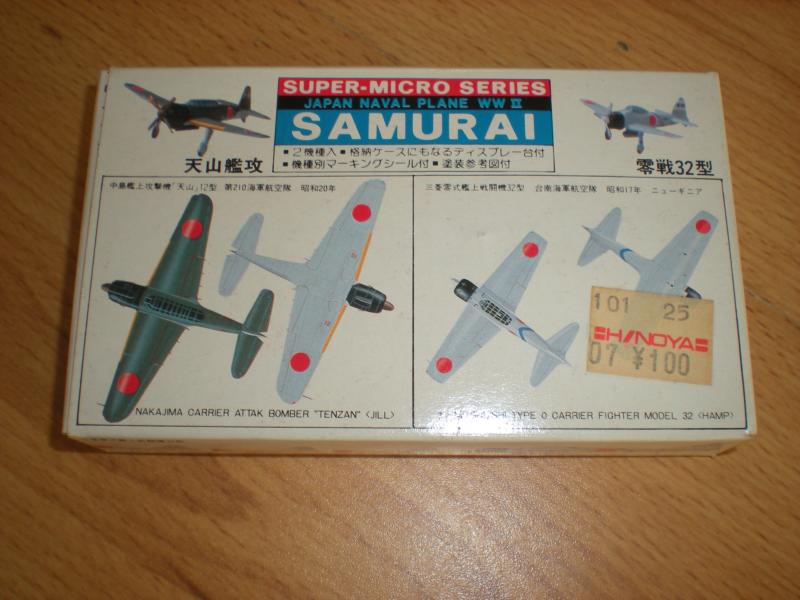 SUPER-MICRO SERIES
JAPAN NAVAL PLANE WW II
SAMURAI
■2機種入■格納ケースにもなるディスプレー台付
■機種別マーキングシール付■塗装参考図付
天山艦攻
零戦32型
中島艦上攻撃機「天山」12型 第210海軍航空隊 昭和20年
三菱零式艦上戦闘機32型 台南海軍航空隊 昭和17年 ニューギニア
101 25
HINOYA
07 ¥100
NAKAJIMA CARRIER ATTAK BOMBER "TENZAN" <JILL>
TYPE 0 CARRIER FIGHTER MODEL 32 <HAMP>